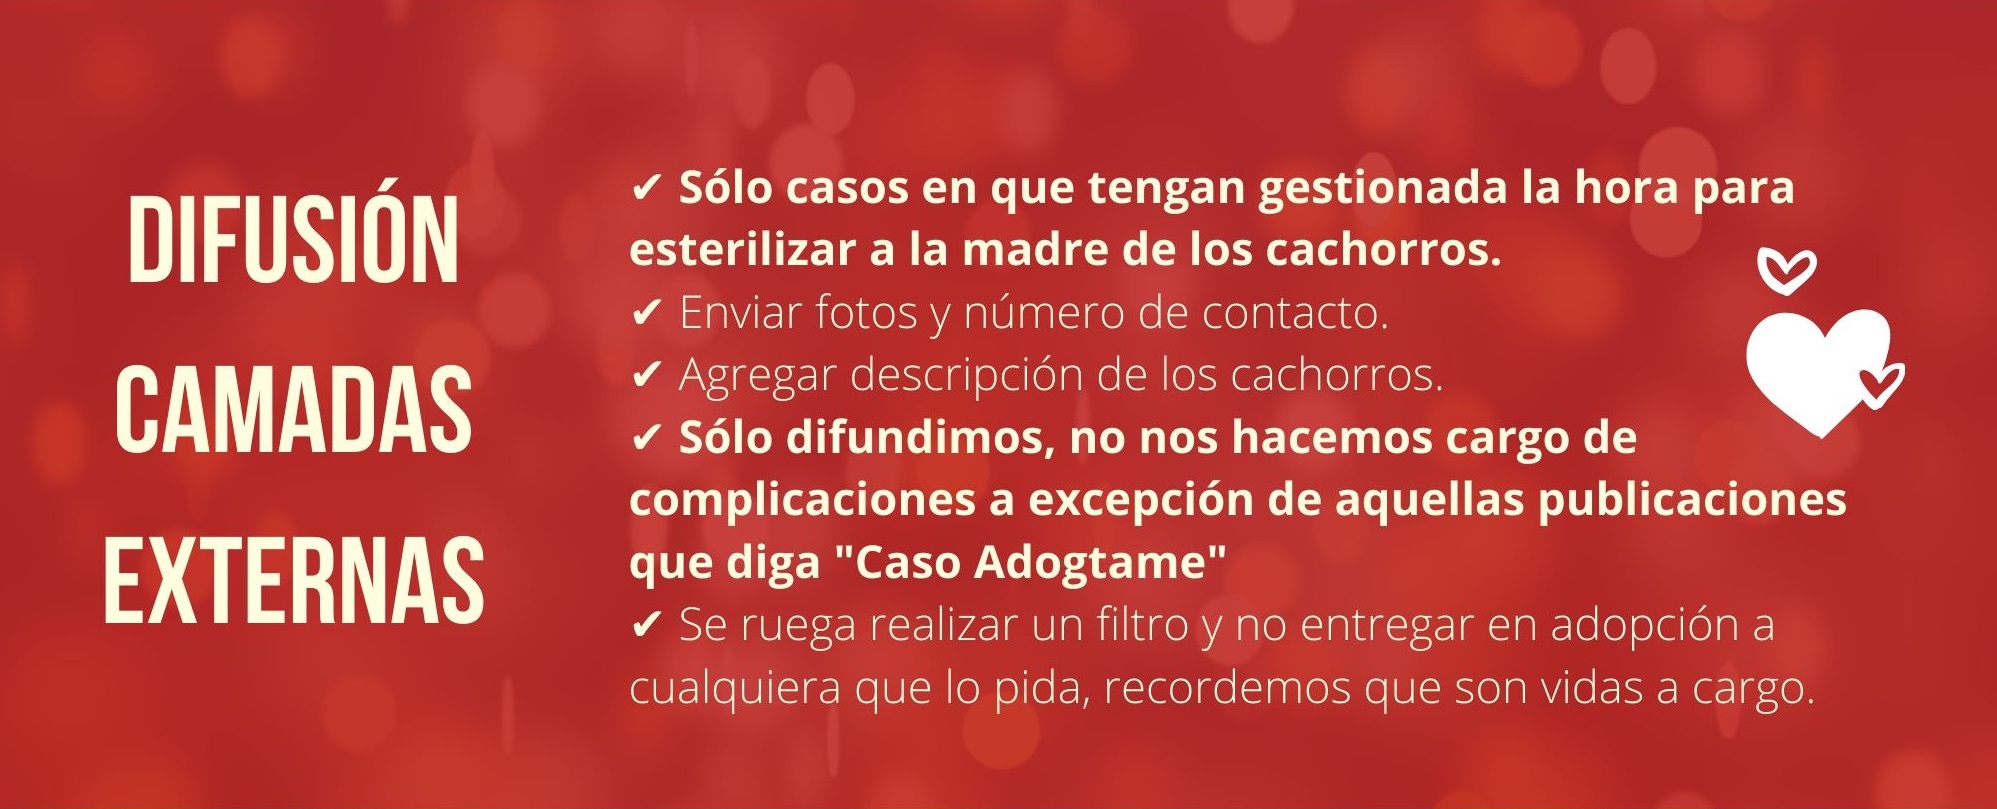 DIFUSIÓN
CAMADAS
EXTERNAS
✔ Sólo casos en que tengan gestionada la hora para
esterilizar a la madre de los cachorros.
✔ Enviar fotos y número de contacto.
✔ Agregar descripción de los cachorros.
✔ Sólo difundimos, no nos hacemos cargo de
complicaciones a excepción de aquellas publicaciones
que diga "Caso Adogtame"
✔ Se ruega realizar un filtro y no entregar en adopción a
cualquiera que lo pida, recordemos que son vidas a cargo.